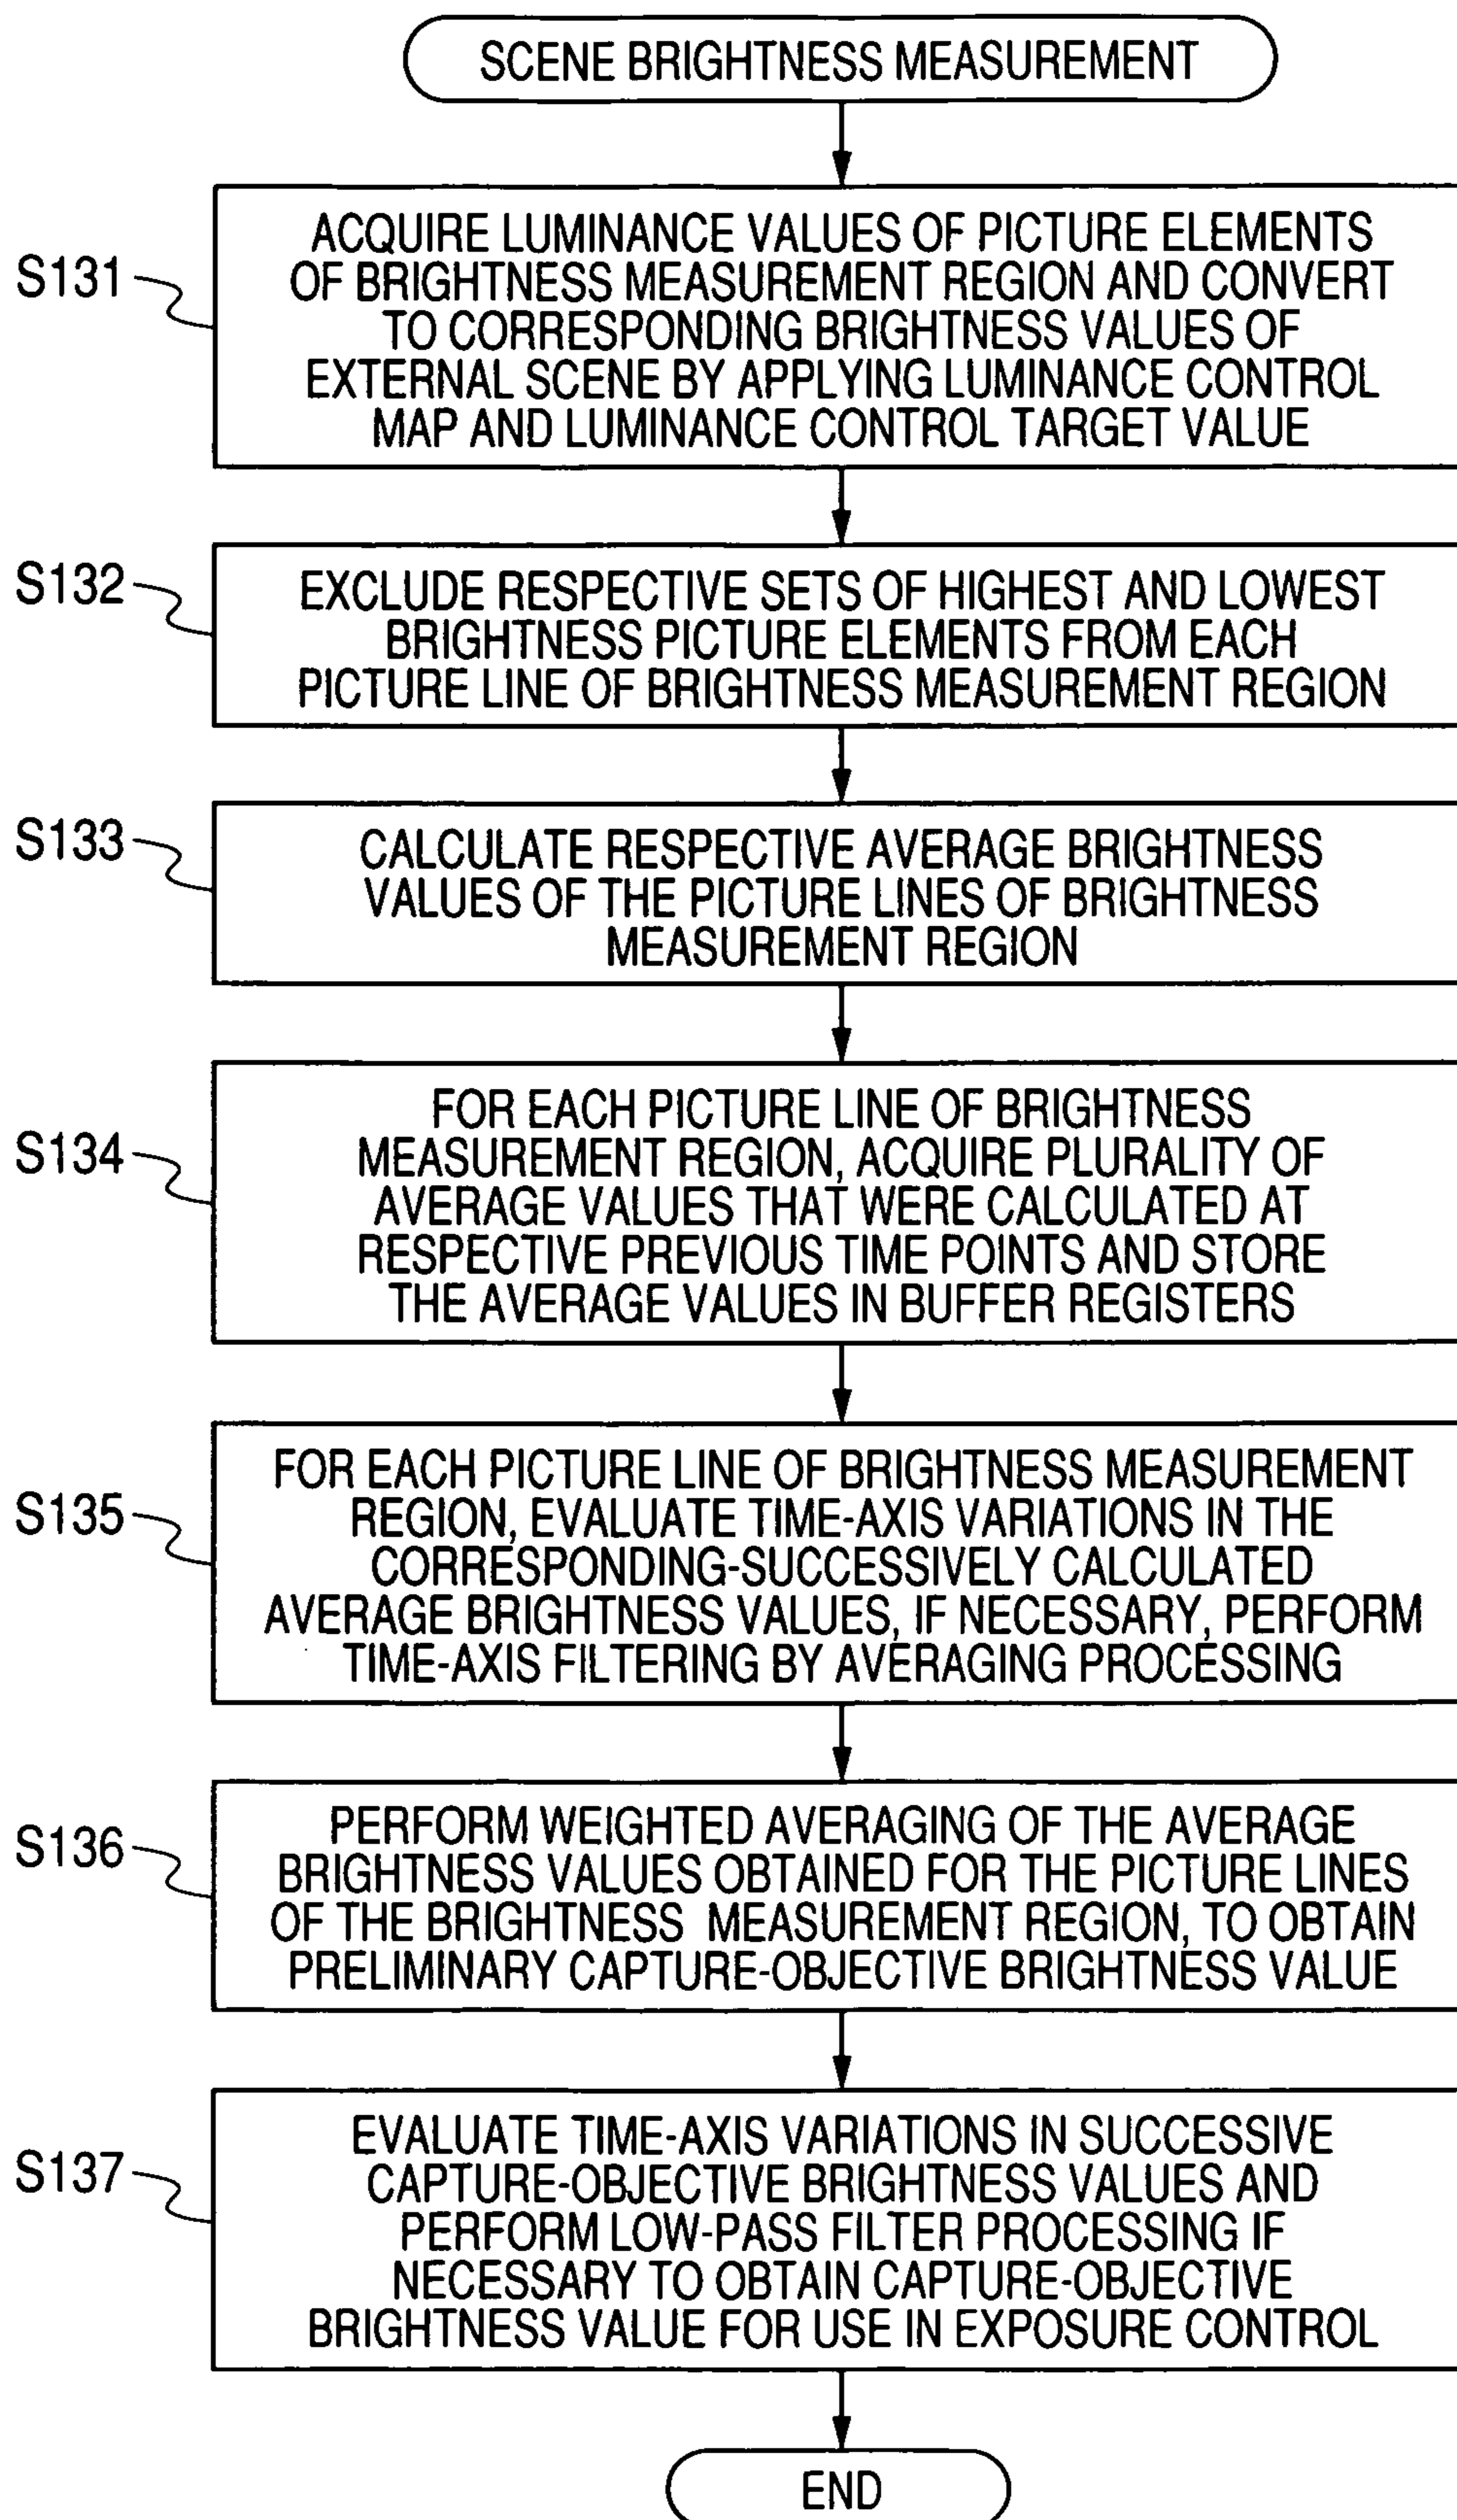 SCENE BRIGHTNESS MEASUREMENT
S131
ACQUIRE LUMINANCE VALUES OF PICTURE ELEMENTS
OF BRIGHTNESS MEASUREMENT REGION AND CONVERT
TO CORRESPONDING BRIGHTNESS VALUES OF
EXTERNAL SCENE BY APPLYING LUMINANCE CONTROL
MAP AND LUMINANCE CONTROL TARGET VALUE
S132
EXCLUDE RESPECTIVE SETS OF HIGHEST AND LOWEST
BRIGHTNESS PICTURE ELEMENTS FROM EACH
PICTURE LINE OF BRIGHTNESS MEASUREMENT REGION
S133
CALCULATE RESPECTIVE AVERAGE BRIGHTNESS
VALUES OF THE PICTURE LINES OF BRIGHTNESS
MEASUREMENT REGION
S134
FOR EACH PICTURE LINE OF BRIGHTNESS
MEASUREMENT REGION, ACQUIRE PLURALITY OF
AVERAGE VALUES THAT WERE CALCULATED AT
RESPECTIVE PREVIOUS TIME POINTS AND STORE
THE AVERAGE VALUES IN BUFFER REGISTERS
S135
FOR EACH PICTURE LINE OF BRIGHTNESS MEASUREMENT
REGION, EVALUATE TIME-AXIS VARIATIONS IN THE
CORRESPONDING-SUCCESSIVELY CALCULATED
AVERAGE BRIGHTNESS VALUES, IF NECESSARY, PERFORM
TIME-AXIS FILTERING BY AVERAGING PROCESSING
S136
PERFORM WEIGHTED AVERAGING OF THE AVERAGE
BRIGHTNESS VALUES OBTAINED FOR THE PICTURE LINES
OF THE BRIGHTNESS MEASUREMENT REGION, TO OBTAIN
PRELIMINARY CAPTURE-OBJECTIVE BRIGHTNESS VALUE
S137
EVALUATE TIME-AXIS VARIATIONS IN SUCCESSIVE
CAPTURE-OBJECTIVE BRIGHTNESS VALUES AND
PERFORM LOW-PASS FILTER PROCESSING IF
NECESSARY TO OBTAIN CAPTURE-OBJECTIVE
BRIGHTNESS VALUE FOR USE IN EXPOSURE CONTROL
END